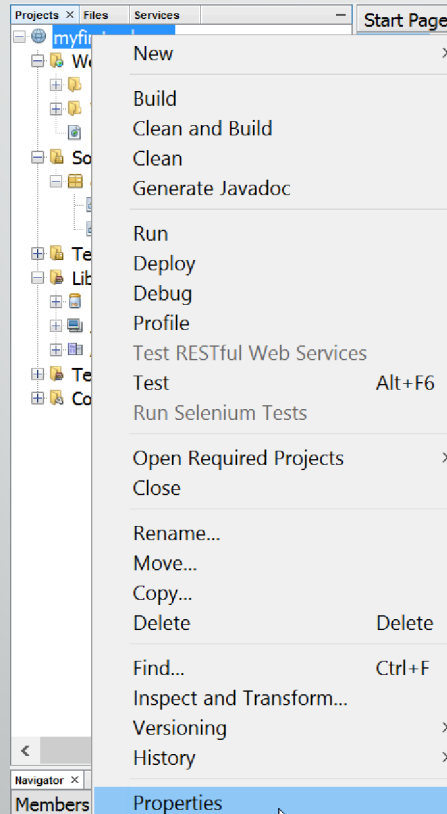 Projects Files Services
Start Page
New
Build
Clean and Build
Clean
Generate Javadoc
Run
Deploy
Debug
Profile
Test RESTful Web Services
Test Alt+F6
Run Selenium Tests
Open Required Projects
Close
Rename...
Move...
Copy...
Delete Delete
Find... Ctrl+F
Inspect and Transform...
Versioning
History
Properties
Navigator
Members